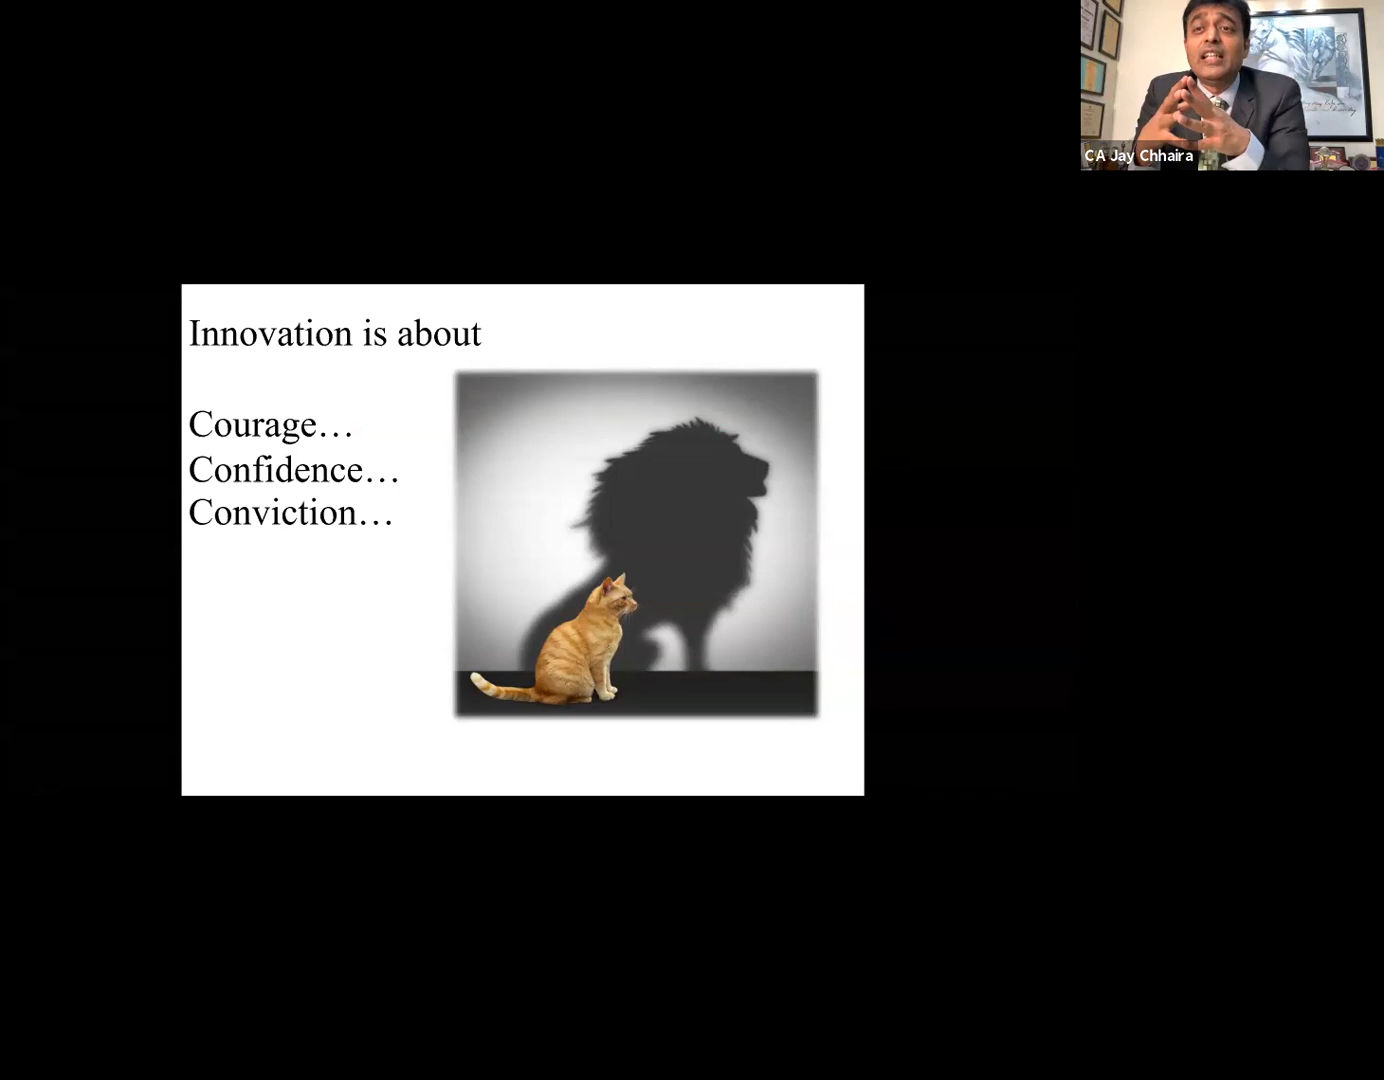 CA Jay Chhaira
Innovation is about
Courage…
Confidence…
Conviction…